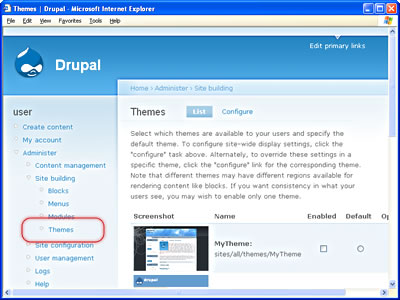 Themes | Drupal - Microsoft Internet Explorer
File Edit View Favorites Tools Help
Edit primary links
Drupal
Home › Administer › Site building
user
Create content
My account
Administer
Content management
Site building
Blocks
Menus
Modules
Themes
Site configuration
User management
Logs
Help
Themes List Configure
Select which themes are available to your users and specify the
default theme. To configure site-wide display settings, click the
"configure" task above. Alternately, to override these settings in
a specific theme, click the "configure" link for the corresponding theme.
Note that different themes may have different regions available for
rendering content like blocks. If you want consistency in what your
users see, you may wish to enable only one theme.
Screenshot Name Enabled Default Op
MyTheme:
sites/all/themes/MyTheme